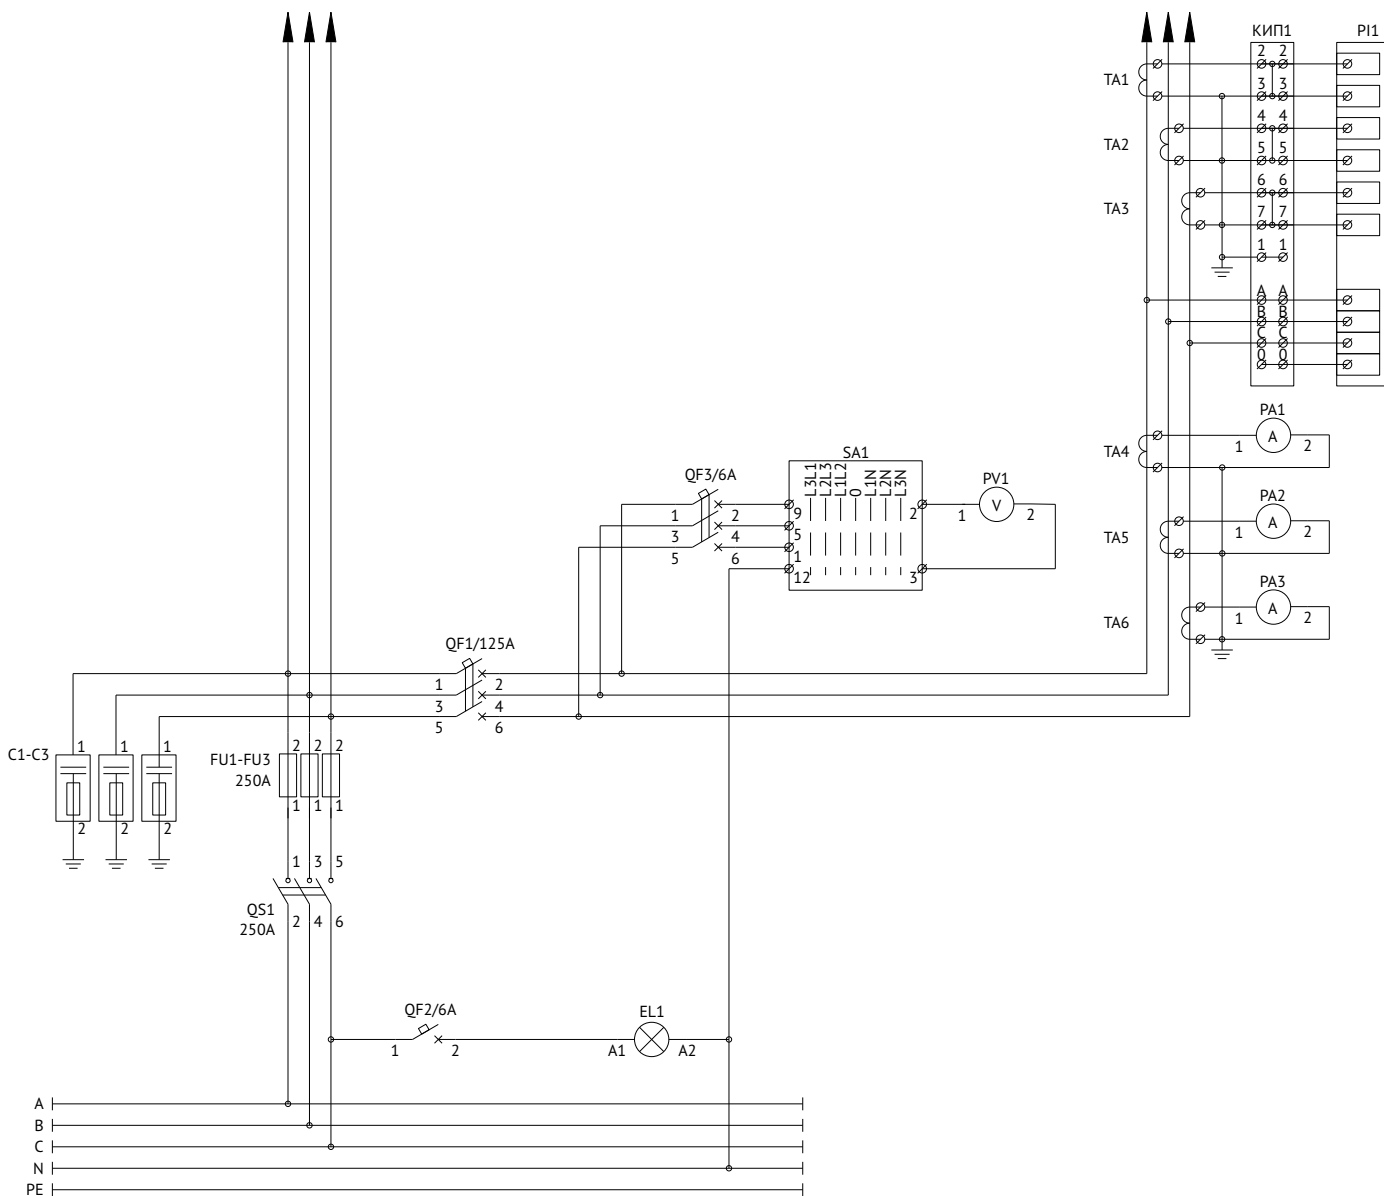 КИП1
PI1
2 2
TA1
3 3
4 4
TA2
5 5
6 6
TA3
7 7
1 1
A A
B B
C C
0 0
PA1
A
1 2
TA4
SA1
L3L1
L2L3
L1L2
0
L1N
L2N
L3N
QF3/6A
PV1
V
1 2
9 2
1 2
5
3 4
1
5 6
12 3
PA2
A
1 2
TA5
PA3
A
1 2
TA6
QF1/125A
1 2
3 4
5 6
C1-C3
1 1 1
2 2 2
FU1-FU3
250A
2 2 2
1 1 1
1 3 5
QS1
250A
2 4 6
QF2/6A
1 2
EL1
A1 A2
A
B
C
N
PE